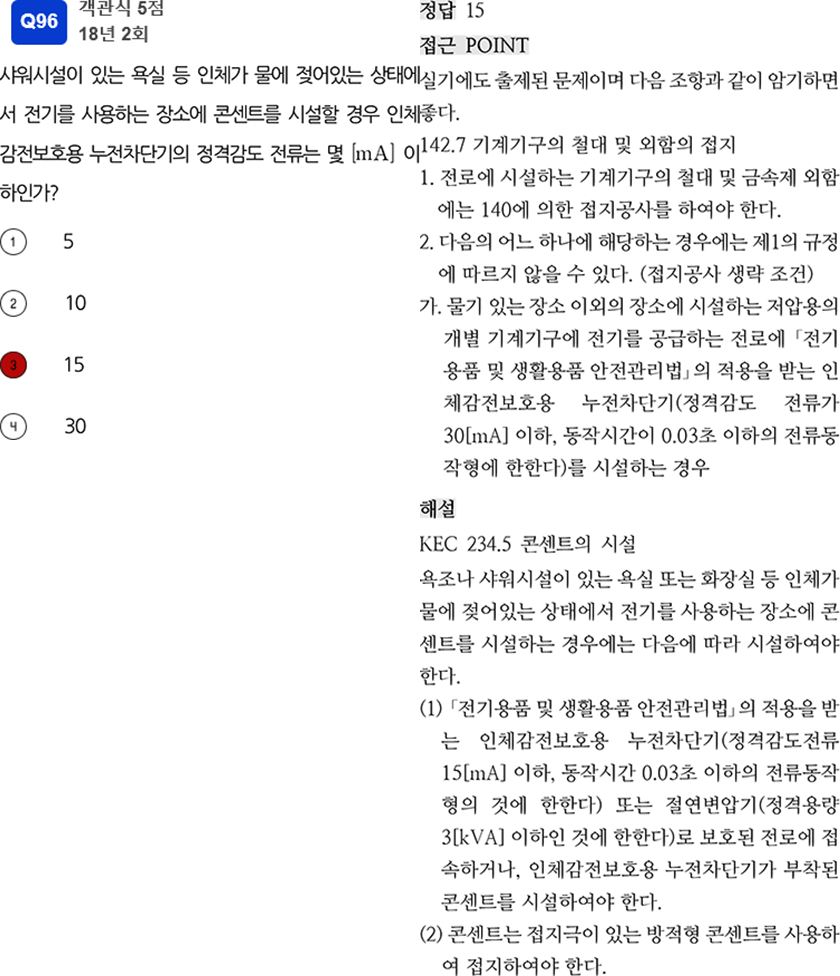 Q96
객관식 5점
18년 2회
샤워시설이 있는 욕실 등 인체가 물에 젖어있는 상태에
서 전기를 사용하는 장소에 콘센트를 시설할 경우 인체
감전보호용 누전차단기의 정격감도 전류는 몇 [mA] 이
하인가?
① 5
② 10
3 15
④ 30
정답 15
접근 POINT
실기에도 출제된 문제이며 다음 조항과 같이 암기하면
좋다.
142.7 기계기구의 철대 및 외함의 접지
1. 전로에 시설하는 기계기구의 철대 및 금속제 외함
에는 140에 의한 접지공사를 하여야 한다.
2. 다음의 어느 하나에 해당하는 경우에는 제1의 규정
에 따르지 않을 수 있다. (접지공사 생략 조건)
가. 물기 있는 장소 이외의 장소에 시설하는 저압용의
개별 기계기구에 전기를 공급하는 전로에 「전기
용품 및 생활용품 안전관리법」의 적용을 받는 인
체감전보호용 누전차단기(정격감도 전류가
30[mA] 이하, 동작시간이 0.03초 이하의 전류동
작형에 한한다)를 시설하는 경우
해설
KEC 234.5 콘센트의 시설
욕조나 샤워시설이 있는 욕실 또는 화장실 등 인체가
물에 젖어있는 상태에서 전기를 사용하는 장소에 콘
센트를 시설하는 경우에는 다음에 따라 시설하여야
한다.
(1) 「전기용품 및 생활용품 안전관리법」의 적용을 받
는 인체감전보호용 누전차단기(정격감도전류
15[mA] 이하, 동작시간 0.03초 이하의 전류동작
형의 것에 한한다) 또는 절연변압기(정격용량
3[kVA] 이하인 것에 한한다)로 보호된 전로에 접
속하거나, 인체감전보호용 누전차단기가 부착된
콘센트를 시설하여야 한다.
(2) 콘센트는 접지극이 있는 방적형 콘센트를 사용하
여 접지하여야 한다.